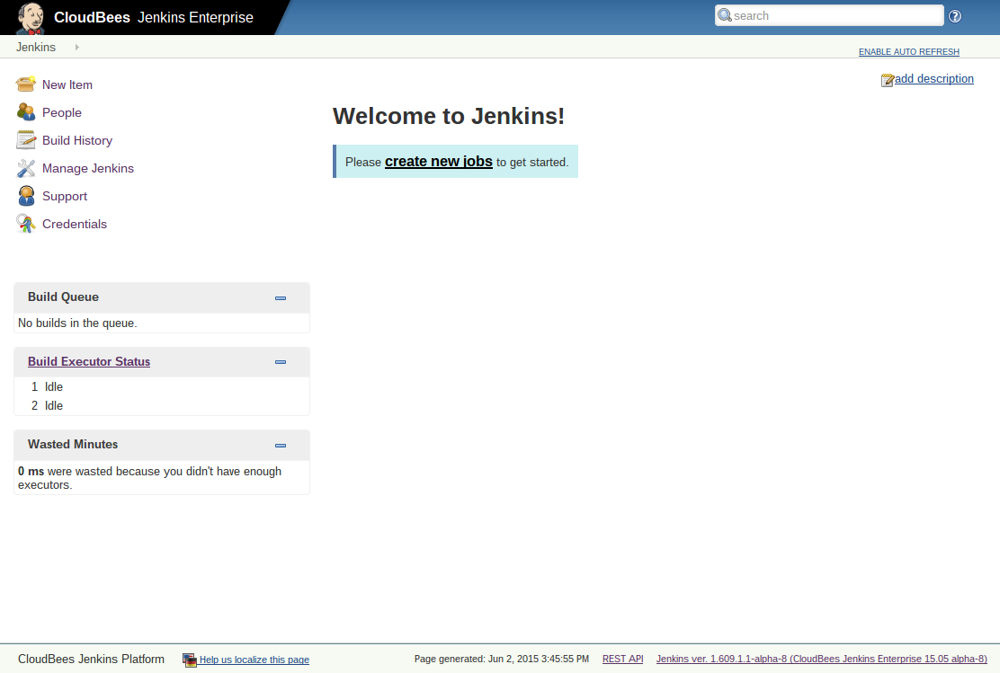 CloudBees Jenkins Enterprise
search
Jenkins
ENABLE AUTO REFRESH
New Item
People
Build History
Manage Jenkins
Support
Credentials
add description
Welcome to Jenkins!
Please create new jobs to get started.
Build Queue
No builds in the queue.
Build Executor Status
1 Idle
2 Idle
Wasted Minutes
0 ms were wasted because you didn't have enough
executors.
CloudBees Jenkins Platform
Help us localize this page
Page generated: Jun 2, 2015 3:45:55 PM
REST API
Jenkins ver. 1.609.1.1-alpha-8 (CloudBees Jenkins Enterprise 15.05 alpha-8)